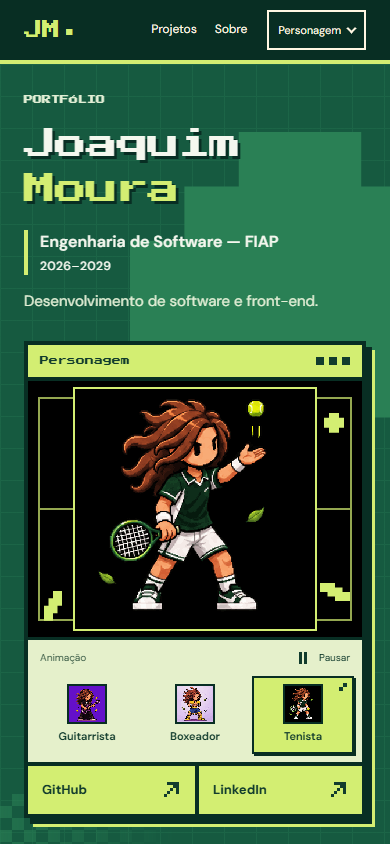 JM.
Projetos Sobre Personagem
PORTFóLIO
Joaquim
Moura
Engenharia de Software — FIAP
2026–2029
Desenvolvimento de software e front-end.
Personagem
Animação Pausar
Guitarrista Boxeador Tenista
GitHub LinkedIn